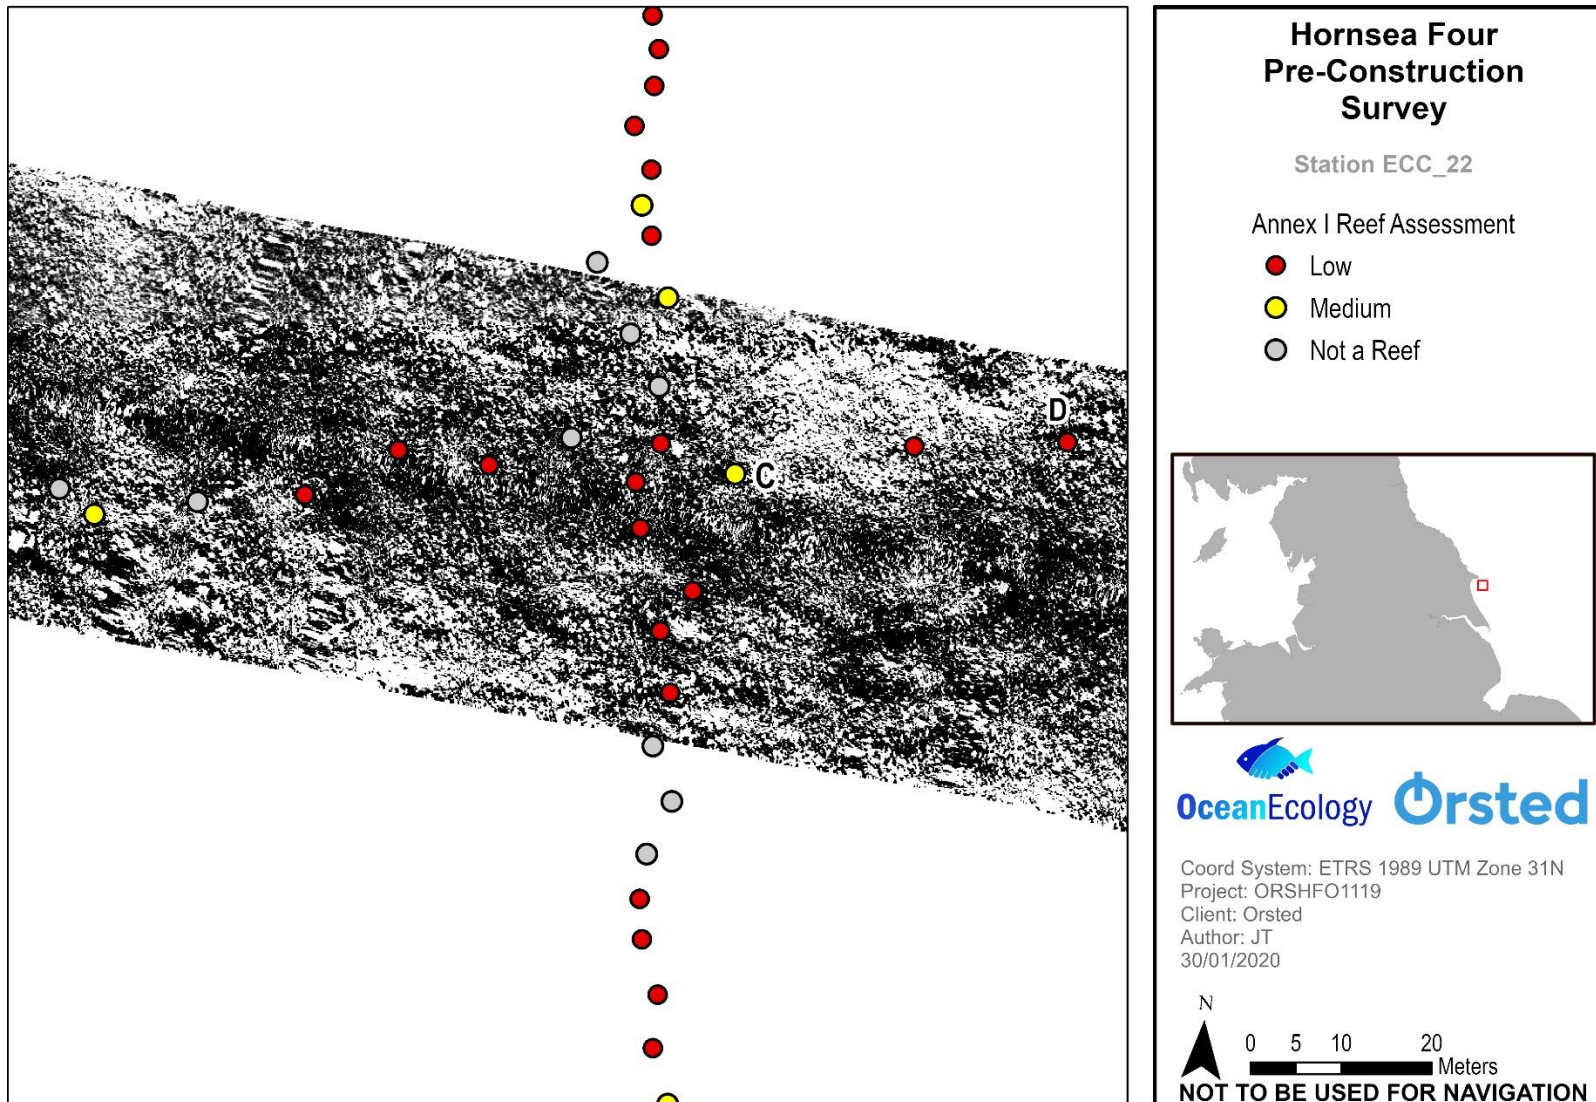 Hornsea Four
Pre-Construction
Survey
Station ECC_22
Annex I Reef Assessment
Low
Medium
Not a Reef
D
C
OceanEcology
Orsted
Coord System: ETRS 1989 UTM Zone 31N
Project: ORSHFO1119
Client: Orsted
Author: JT
30/01/2020
N
0 5 10 20
Meters
NOT TO BE USED FOR NAVIGATION